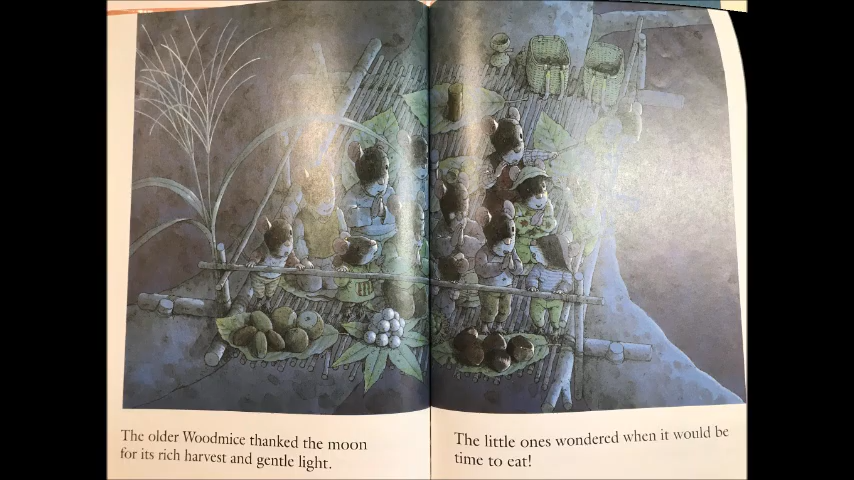 The older Woodmice thanked the moon
for its rich harvest and gentle light.
The little ones wondered when it would be
time to eat!